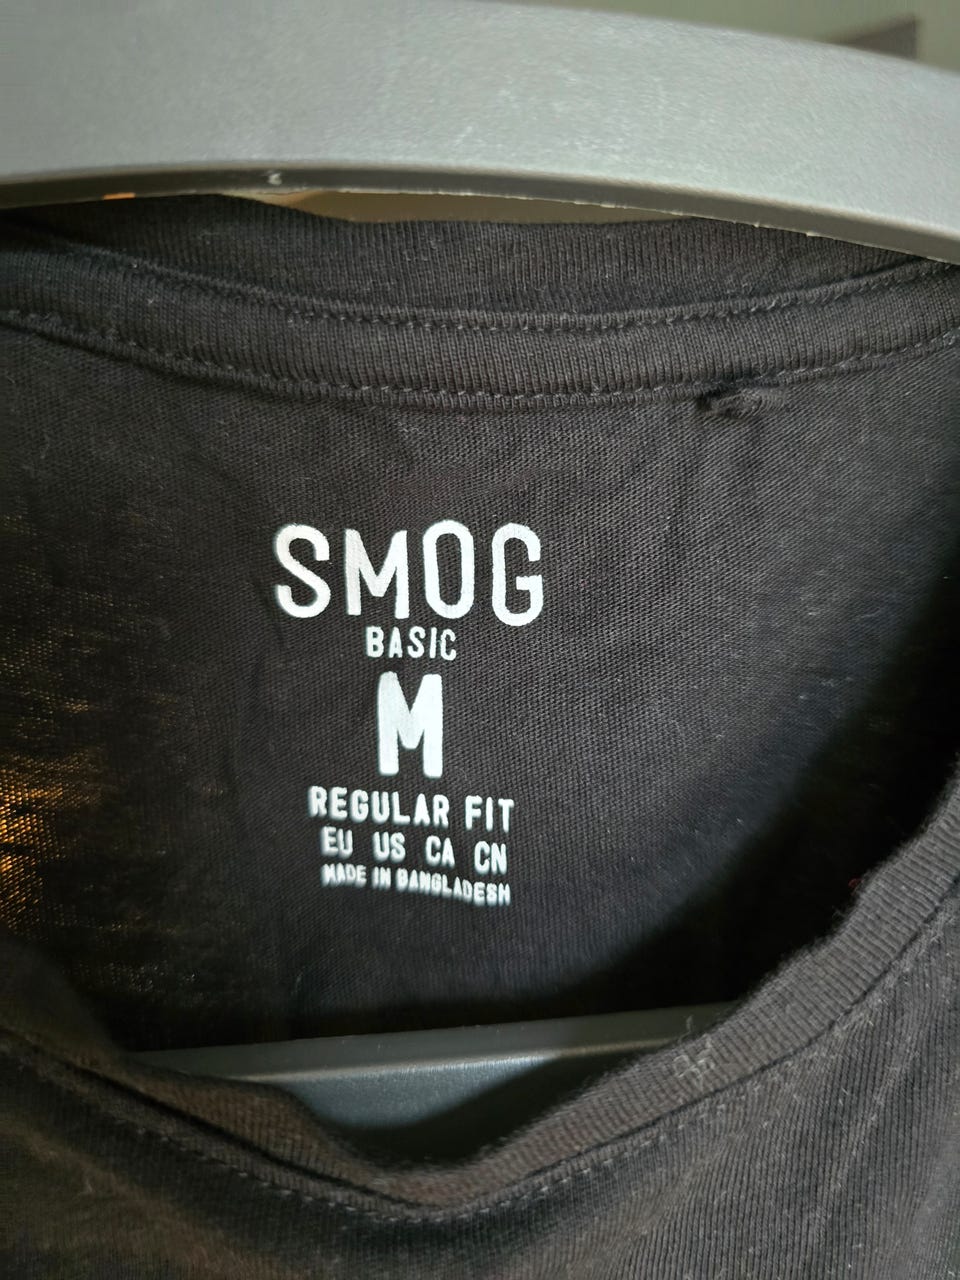 SMOG
BASIC
M
REGULAR FIT
EU US CA CN
MADE IN BANGLADESH